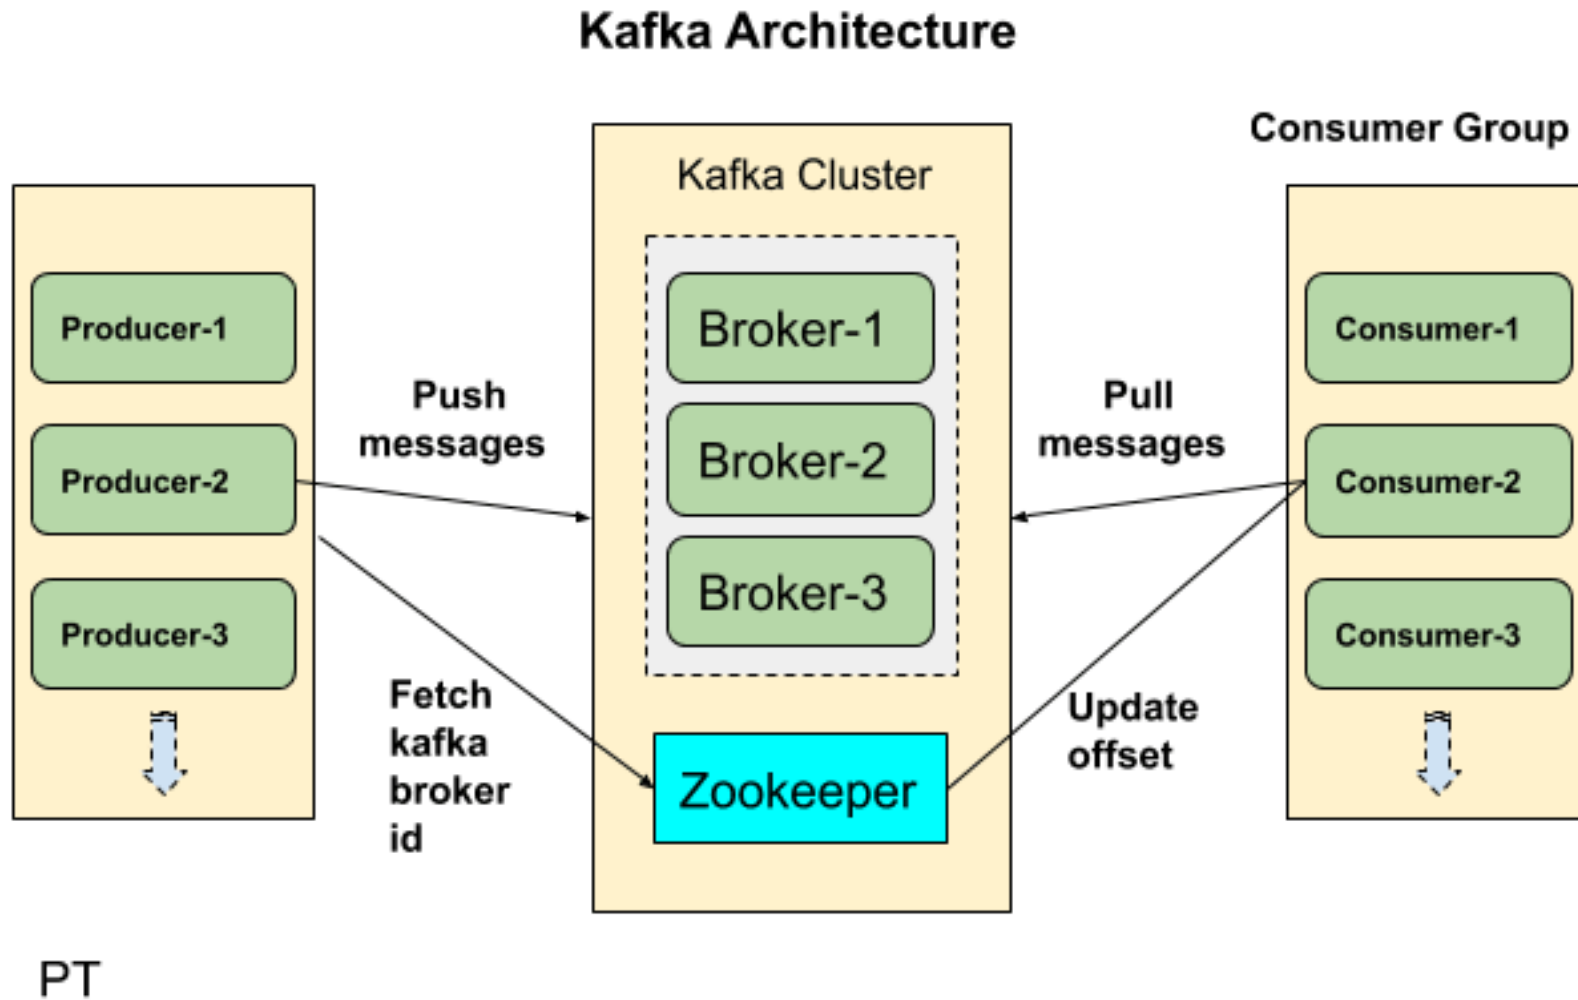 Kafka Architecture
Consumer Group
Kafka Cluster
Producer-1
Producer-2
Producer-3
Push
messages
Fetch
kafka
broker
id
Broker-1
Broker-2
Broker-3
Zookeeper
Pull
messages
Update
offset
Consumer-1
Consumer-2
Consumer-3
PT